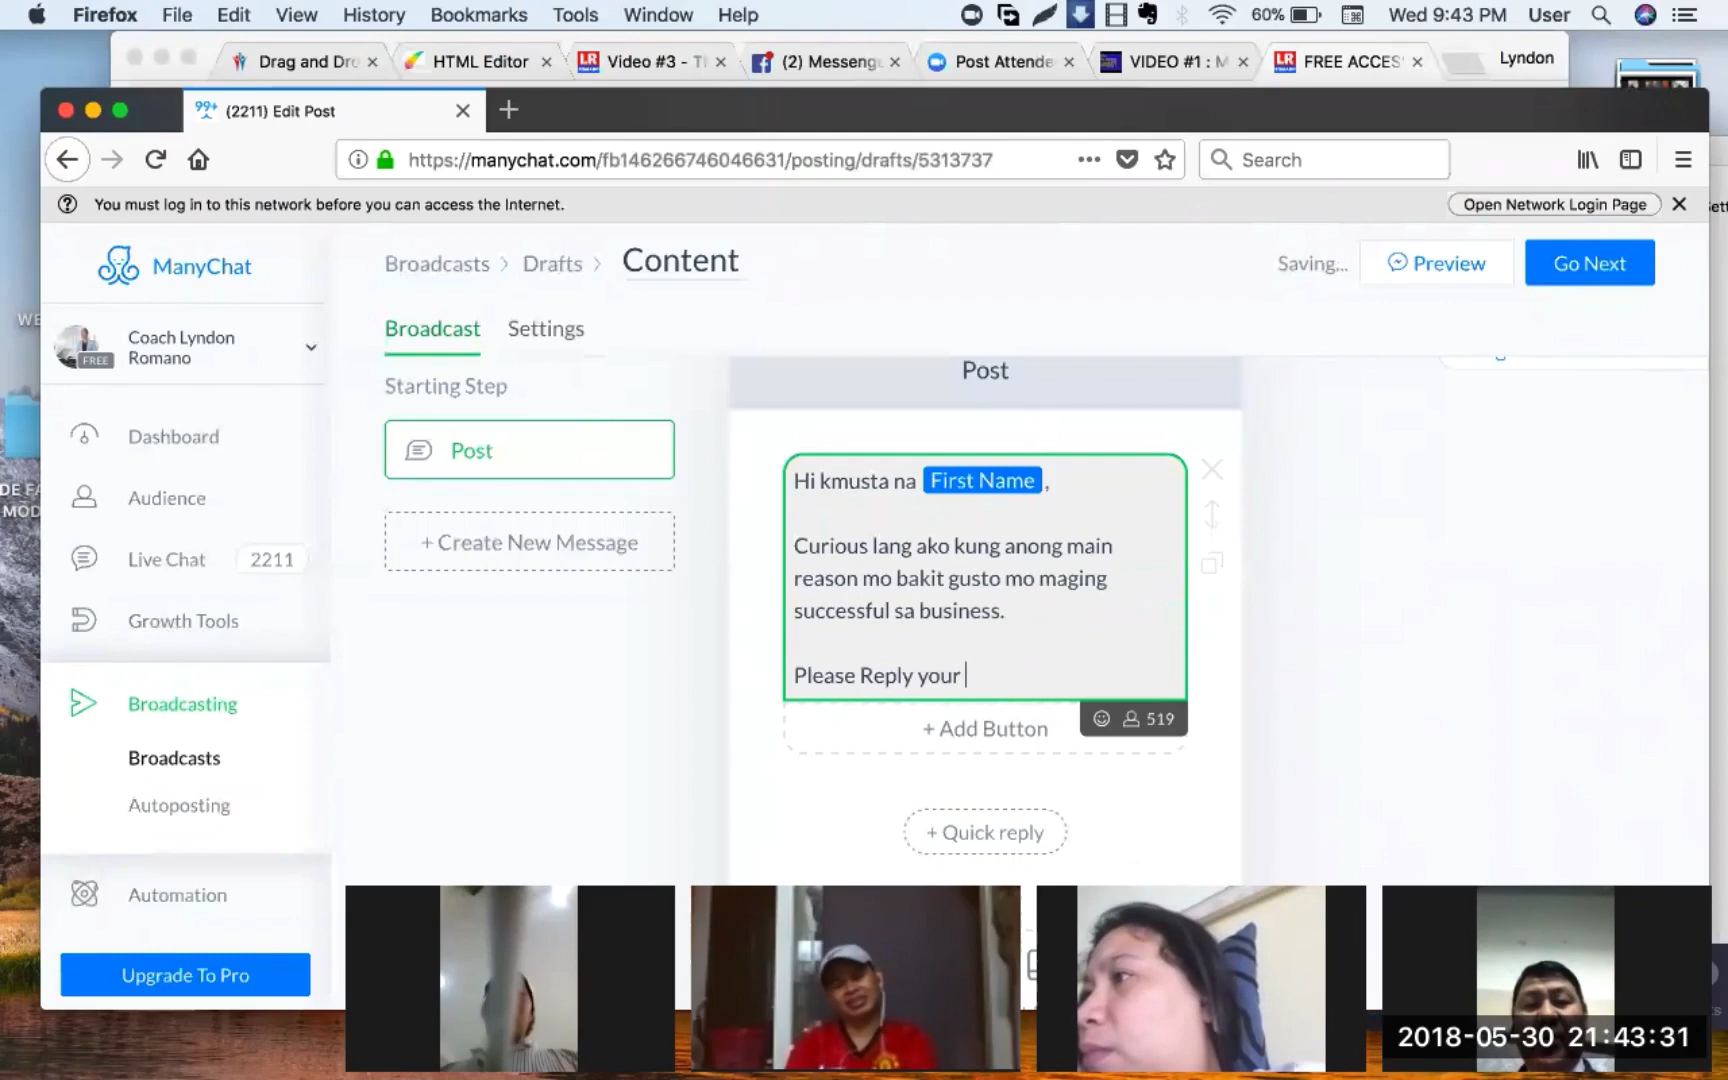 Firefox File Edit View History Bookmarks Tools Window Help 60% Wed 9:43 PM User
Drag and Dro HTML Editor LR Video #3 - T (2) Messeng Post Attende VIDEO #1 : M LR FREE ACCES Lyndon
99+ (2211) Edit Post
https://manychat.com/fb146266746046631/posting/drafts/5313737 Search
You must log in to this network before you can access the Internet. Open Network Login Page
ManyChat Broadcasts Drafts Content Saving... Preview Go Next
Coach Lyndon
Romano
FREE
Broadcast Settings
Starting Step
Post
Post
+ Create New Message
Dashboard
Audience
Live Chat 2211
Growth Tools
Broadcasting
Broadcasts
Autoposting
Automation
Upgrade To Pro
Hi kmusta na First Name ,
Curious lang ako kung anong main
reason mo bakit gusto mo maging
successful sa business.
Please Reply your
519
+ Add Button
+ Quick reply
2018-05-30 21:43:31